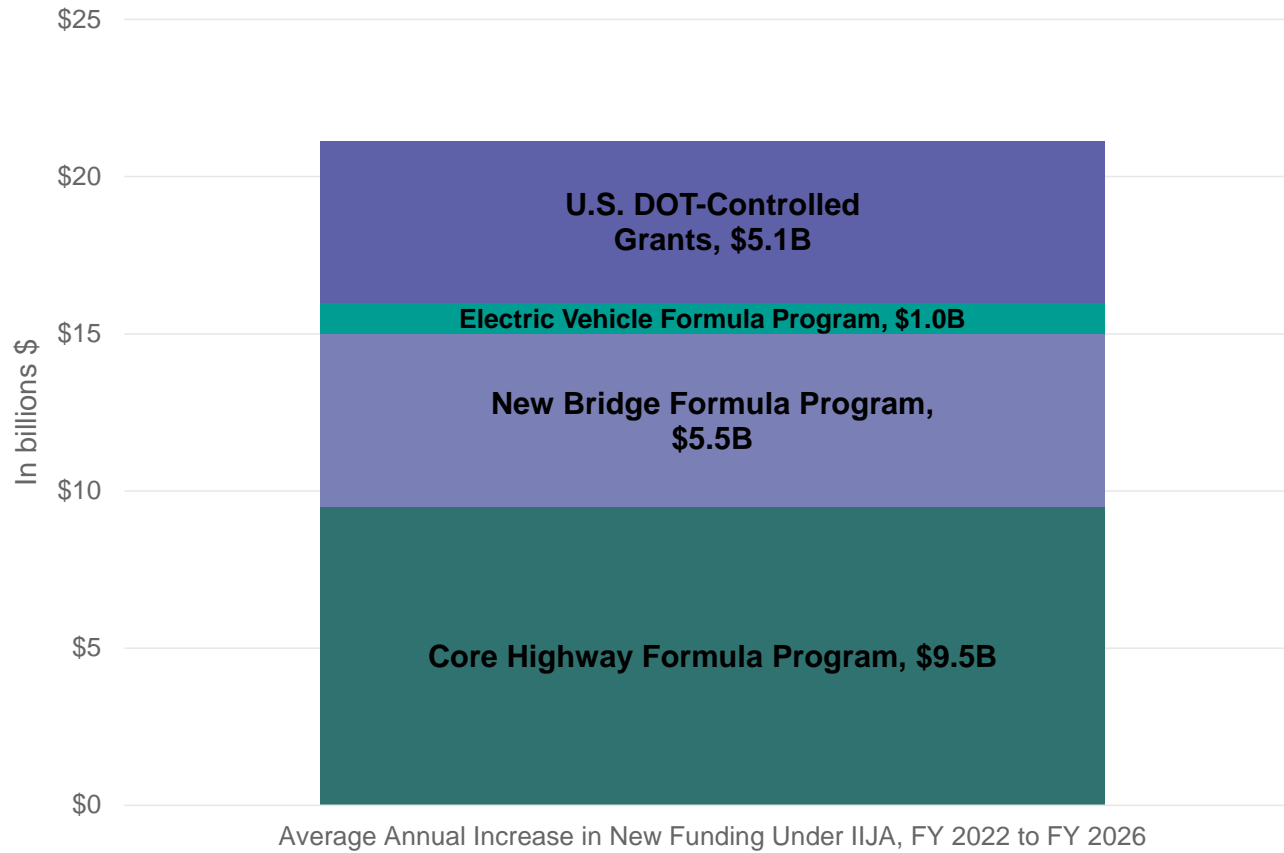 $25
$20
$15
$10
$5
$0
In billions $
U.S. DOT-Controlled
Grants, $5.1B
Electric Vehicle Formula Program, $1.0B
New Bridge Formula Program,
$5.5B
Core Highway Formula Program, $9.5B
Average Annual Increase in New Funding Under IIJA, FY 2022 to FY 2026